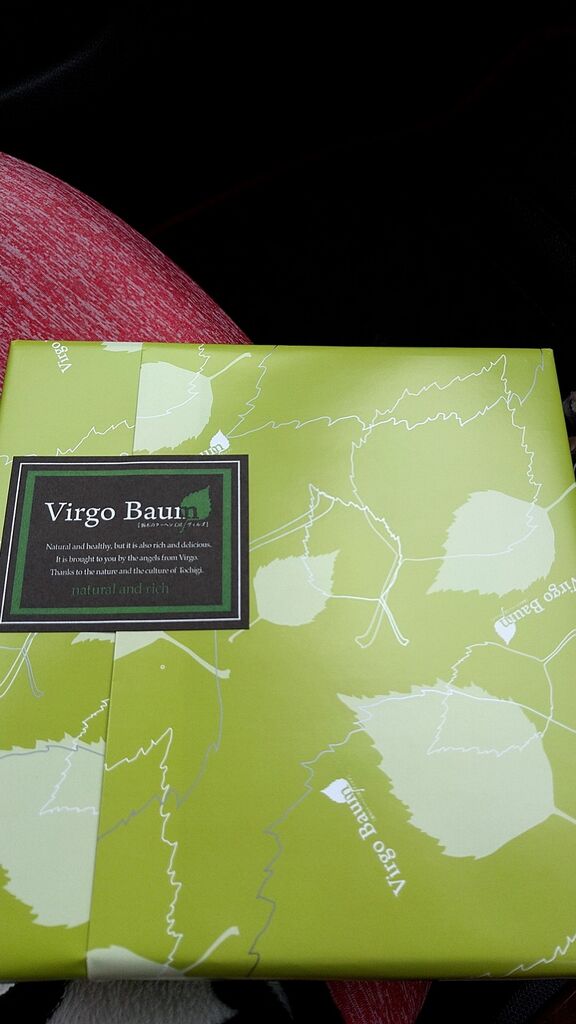 Virgo
Virgo Baum
Natural and healthy, but it is also rich and delicious.
It is brought to you by the angels from Virgo.
Thanks to the nature and the culture of Tochigi.
natural and rich
Virgo Baum
Virgo Baum